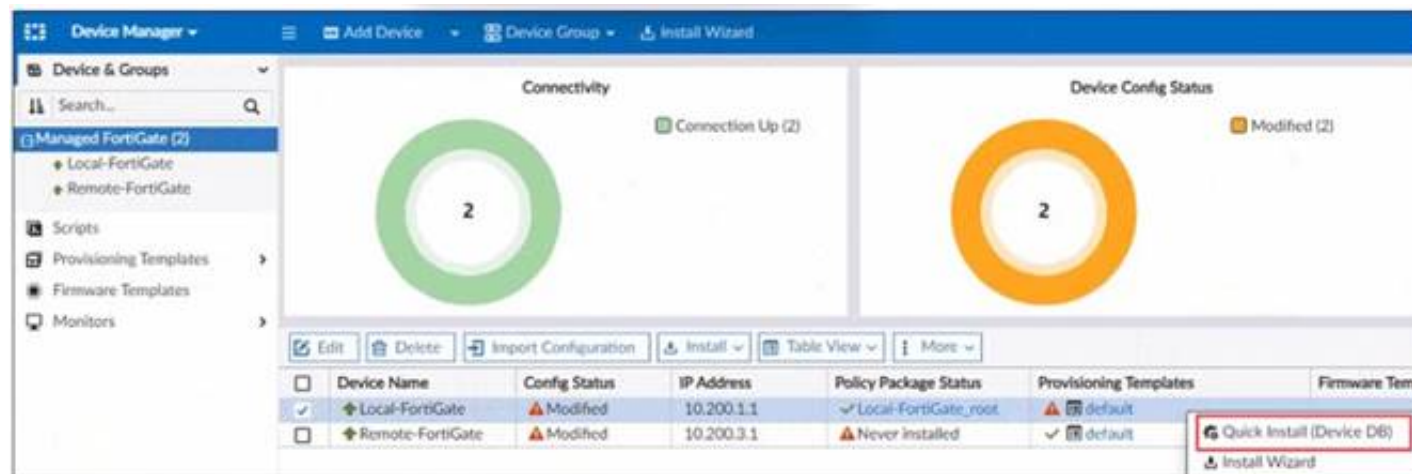 Device Manager
Add Device Device Group Install Wizard
Device & Groups
Search...
Managed FortiGate (2)
Local-FortiGate
Remote-FortiGate
Scripts
Provisioning Templates
Firmware Templates
Monitors
Connectivity
Connection Up (2)
2
Device Config Status
Modified (2)
2
Edit Delete Import Configuration Install Table View More
Device Name Config Status IP Address Policy Package Status Provisioning Templates Firmware Tem
Local-FortiGate Modified 10.200.1.1 Local-FortiGate_root default
Remote-FortiGate Modified 10.200.3.1 Never installed default
Quick Install (Device DB)
Install Wizard